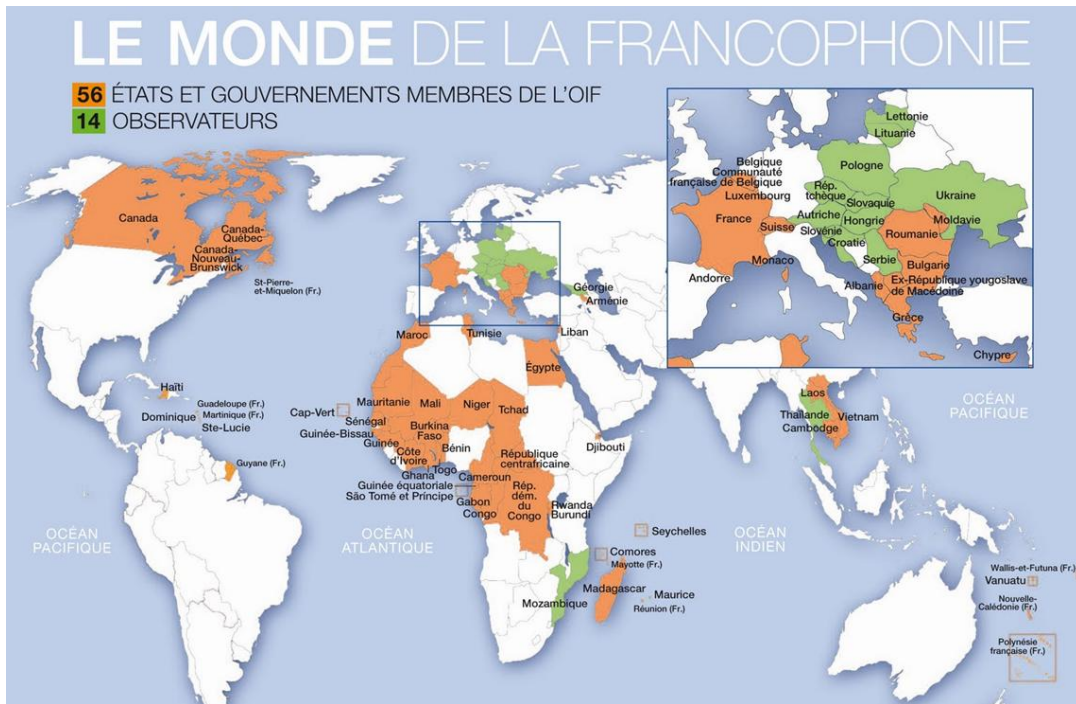 LE MONDE DE LA FRANCOPHONIE
56 ÉTATS ET GOUVERNEMENTS MEMBRES DE L'OIF
14 OBSERVATEURS
Canada
Canada-
Québec
Canada-
Nouveau-
Brunswick
St-Pierre-
et-Miquelon (Fr.)
Haïti
Guadeloupe (Fr.)
Dominique
Martinique (Fr.)
Ste-Lucie
Guyane (Fr.)
OCÉAN
PACIFIQUE
OCÉAN
ATLANTIQUE
Maroc
Tunisie
Liban
Géorgie
Arménie
Égypte
Cap-Vert
Mauritanie
Mali
Niger
Tchad
Sénégal
Guinée-Bissau
Guinée
Burkina
Faso
Côte
d'Ivoire
Bénin
Togo
Ghana
Cameroun
République
centrafricaine
Djibouti
Guinée équatoriale
São Tomé et Príncipe
Gabon
Congo
Rép.
dém.
du
Congo
Rwanda
Burundi
Seychelles
Comores
Mayotte (Fr.)
Madagascar
Mozambique
Maurice
Réunion (Fr.)
OCÉAN
INDIEN
Lettonie
Lituanie
Pologne
Belgique
Communauté
française de Belgique
Luxembourg
Rép.
tchèque
Slovaquie
Ukraine
France
Suisse
Autriche
Hongrie
Moldavie
Slovénie
Roumanie
Croatie
Serbie
Bulgarie
Monaco
Andorre
Albanie
Ex-République yougoslave
de Macédoine
Grèce
Chypre
Laos
Thaïlande
Vietnam
Cambodge
OCÉAN
PACIFIQUE
Wallis-et-Futuna (Fr.)
Vanuatu
Nouvelle-
Calédonie (Fr.)
Polynésie
française (Fr.)